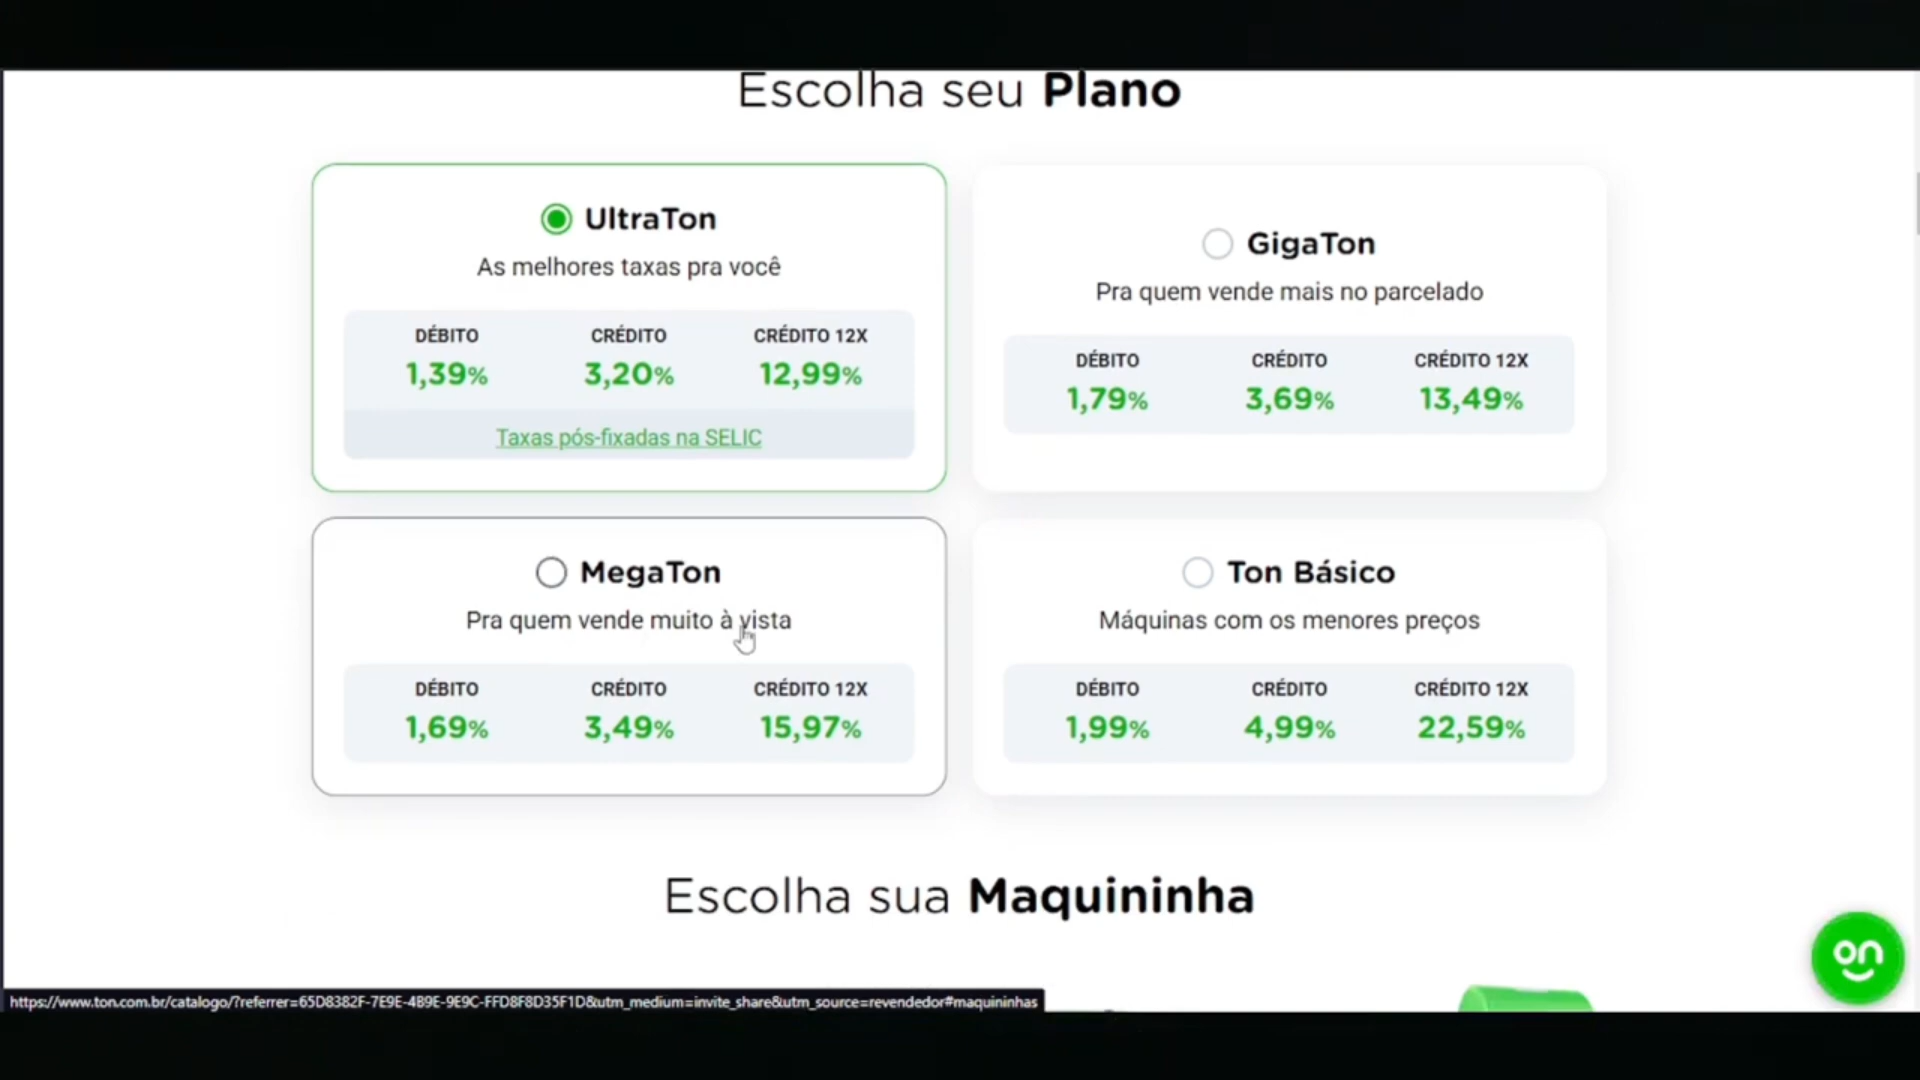 Escolha seu Plano
UltraTon
As melhores taxas pra você
DÉBITO CRÉDITO CRÉDITO 12X
1,39% 3,20% 12,99%
Taxas pós-fixadas na SELIC
GigaTon
Pra quem vende mais no parcelado
DÉBITO CRÉDITO CRÉDITO 12X
1,79% 3,69% 13,49%
MegaTon
Pra quem vende muito à vista
DÉBITO CRÉDITO CRÉDITO 12X
1,69% 3,49% 15,97%
Ton Básico
Máquinas com os menores preços
DÉBITO CRÉDITO CRÉDITO 12X
1,99% 4,99% 22,59%
Escolha sua Maquininha
on
https://www.ton.com.br/catalogo/?referrer=65D8382F-7E9E-4B9E-9E9C-FFD8F8D35F1D&utm_medium=invite_share&utm_source=revendedor#maquininhas